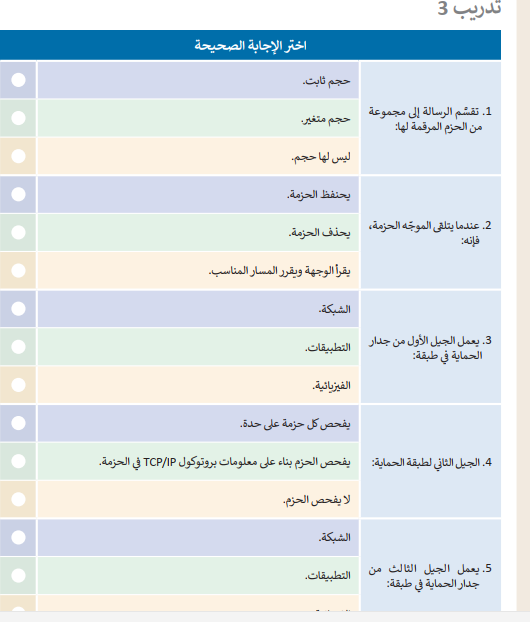 تدريب 3
اختر الإجابة الصحيحة
1. تقسَّم الرسالة إلى مجموعة
من الحزم المرقمة لها:
حجم ثابت.
حجم متغير.
ليس لها حجم.
2. عندما يتلقى الموجّه الحزمة،
فإنه:
يحتفظ الحزمة.
يحذف الحزمة.
يقرأ الوجهة ويقرر المسار المناسب.
3. يعمل الجيل الأول من جدار
الحماية في طبقة:
الشبكة.
التطبيقات.
الفيزيائية.
4. الجيل الثاني لطبقة الحماية:
يفحص كل حزمة على حدة.
يفحص الحزم بناء على معلومات بروتوكول TCP/IP في الحزمة.
لا يفحص الحزم.
5. يعمل الجيل الثالث من
جدار الحماية في طبقة:
الشبكة.
التطبيقات.